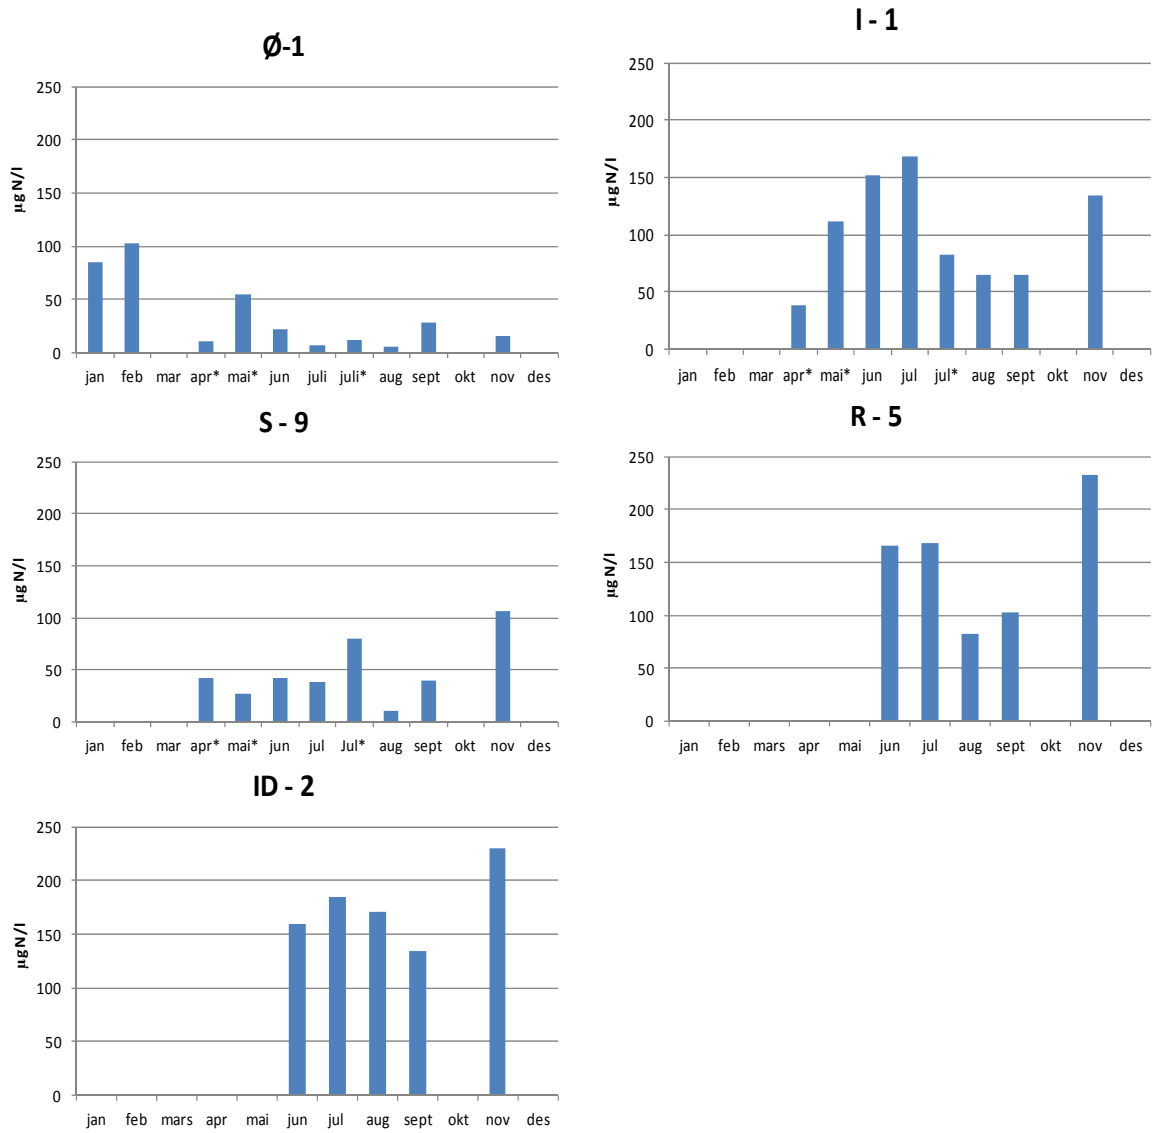 Ø-1
250
200
150
100
50
0
µg N/l
jan feb mar apr* mai* jun juli juli* aug sept okt nov des
I - 1
250
200
150
100
50
0
µg N/l
jan feb mar apr* mai* jun jul jul* aug sept okt nov des
S - 9
250
200
150
100
50
0
µg N/l
jan feb mar apr* mai* jun jul Jul* aug sept okt nov des
R - 5
250
200
150
100
50
0
µg N/l
jan feb mars apr mai jun jul aug sept okt nov des
ID - 2
250
200
150
100
50
0
µg N/l
jan feb mars apr mai jun jul aug sept okt nov des